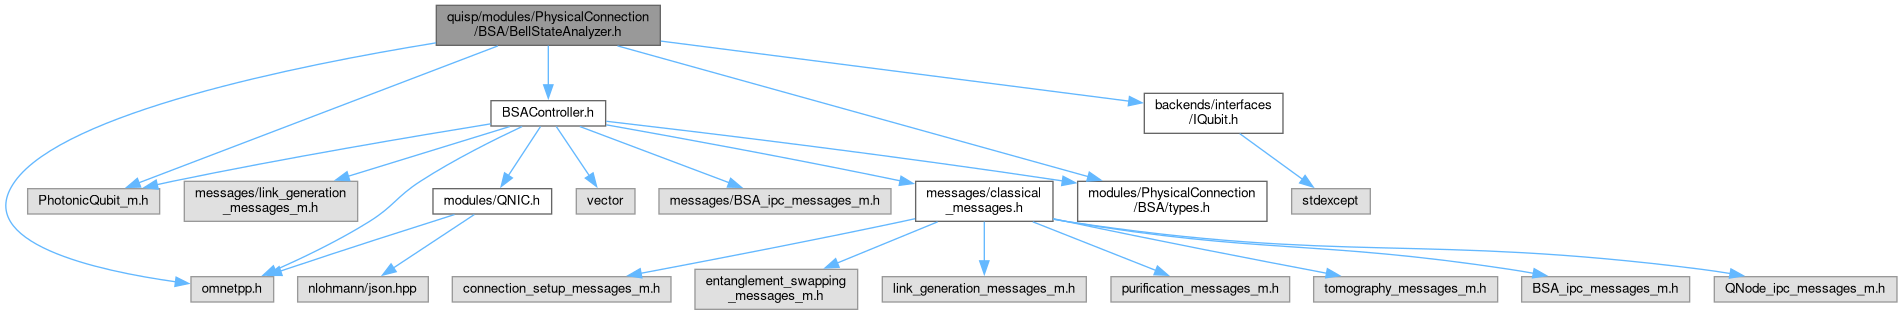 quisp/modules/PhysicalConnection
/BSA/BellStateAnalyzer.h
BSAController.h
backends/interfaces
/IQubit.h
PhotonicQubit_m.h
messages/link_generation
_messages_m.h
modules/QNIC.h
vector
messages/BSA_ipc_messages_m.h
messages/classical
_messages.h
modules/PhysicalConnection
/BSA/types.h
stdexcept
omnetpp.h
nlohmann/json.hpp
connection_setup_messages_m.h
entanglement_swapping
_messages_m.h
link_generation_messages_m.h
purification_messages_m.h
tomography_messages_m.h
BSA_ipc_messages_m.h
QNode_ipc_messages_m.h